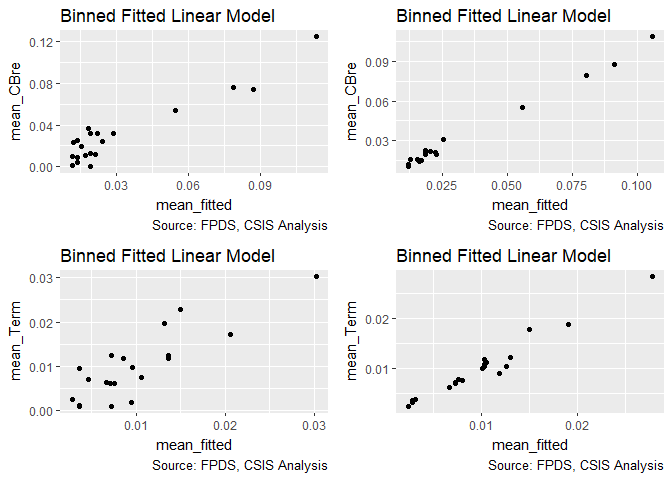 Binned Fitted Linear Model
mean_CBre
0.12
0.08
0.04
0.00
0.03 0.06 0.09
mean_fitted
Source: FPDS, CSIS Analysis
Binned Fitted Linear Model
mean_CBre
0.09
0.06
0.03
0.025 0.050 0.075 0.100
mean_fitted
Source: FPDS, CSIS Analysis
Binned Fitted Linear Model
mean_Term
0.03
0.02
0.01
0.00
0.01 0.02 0.03
mean_fitted
Source: FPDS, CSIS Analysis
Binned Fitted Linear Model
mean_Term
0.02
0.01
0.01 0.02
mean_fitted
Source: FPDS, CSIS Analysis